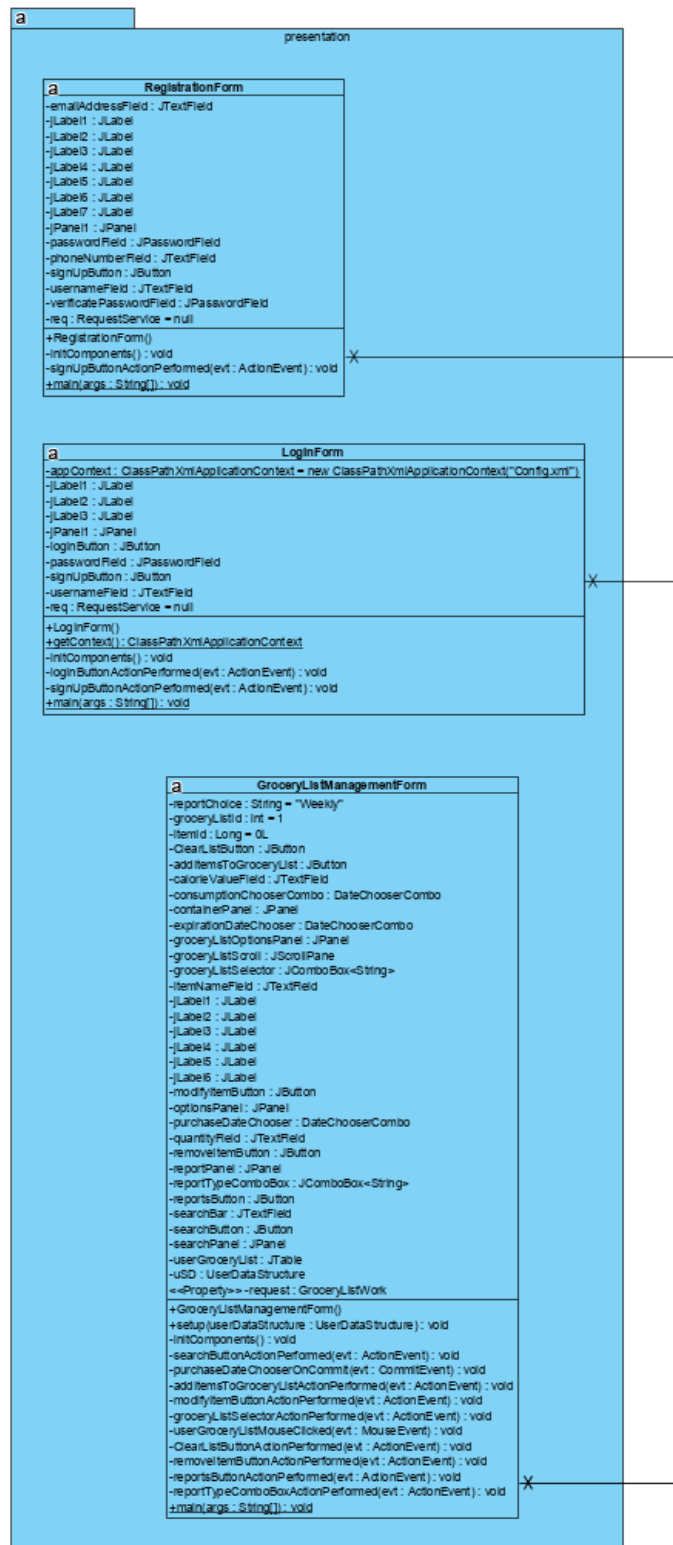 a
presentation
a
RegistrationForm
-emailAddressField : JTextField
-jLabel1 : JLabel
-jLabel2 : JLabel
-jLabel3 : JLabel
-jLabel4 : JLabel
-jLabel5 : JLabel
-jLabel6 : JLabel
-jLabel7 : JLabel
-jPanel1 : JPanel
-passwordField : JPasswordField
-phoneNumberField : JTextField
-signUpButton : JButton
-usernameField : JTextField
-verificatePasswordField : JPasswordField
-req : RequestService = null
+RegistrationForm()
-initComponents() : void
-signUpButtonActionPerformed(evt : ActionEvent) : void
+main(args : String[]) : void
a
LogInForm
-appContext : ClassPathXmlApplicationContext = new ClassPathXmlApplicationContext("Config.xml")
-jLabel1 : JLabel
-jLabel2 : JLabel
-jLabel3 : JLabel
-jPanel1 : JPanel
-loginButton : JButton
-passwordField : JPasswordField
-signUpButton : JButton
-usernameField : JTextField
-req : RequestService = null
+LogInForm()
+getContext() : ClassPathXmlApplicationContext
-initComponents() : void
-loginButtonActionPerformed(evt : ActionEvent) : void
-signUpButtonActionPerformed(evt : ActionEvent) : void
+main(args : String[]) : void
a
GroceryListManagementForm
-reportChoice : String = "Weekly"
-groceryListId : int = 1
-itemId : Long = 0L
-ClearListButton : JButton
-addItemsToGroceryList : JButton
-calorieValueField : JTextField
-consumptionChooserCombo : DateChooserCombo
-containerPanel : JPanel
-expirationDateChooser : DateChooserCombo
-groceryListOptionsPanel : JPanel
-groceryListScroll : JScrollPane
-groceryListSelector : JComboBox<String>
-itemNameField : JTextField
-jLabel1 : JLabel
-jLabel2 : JLabel
-jLabel3 : JLabel
-jLabel4 : JLabel
-jLabel5 : JLabel
-jLabel6 : JLabel
-modifyItemButton : JButton
-optionsPanel : JPanel
-purchaseDateChooser : DateChooserCombo
-quantityField : JTextField
-removeItemButton : JButton
-reportPanel : JPanel
-reportTypeComboBox : JComboBox<String>
-reportsButton : JButton
-searchBar : JTextField
-searchButton : JButton
-searchPanel : JPanel
-userGroceryList : JTable
-uSD : UserDataStructure
<<Property>> -request : GroceryListWork
+GroceryListManagementForm()
+setup(userDataStructure : UserDataStructure) : void
-initComponents() : void
-searchButtonActionPerformed(evt : ActionEvent) : void
-purchaseDateChooserOnCommit(evt : CommitEvent) : void
-addItemsToGroceryListActionPerformed(evt : ActionEvent) : void
-modifyItemButtonActionPerformed(evt : ActionEvent) : void
-groceryListSelectorActionPerformed(evt : ActionEvent) : void
-userGroceryListMouseClicked(evt : MouseEvent) : void
-ClearListButtonActionPerformed(evt : ActionEvent) : void
-removeItemButtonActionPerformed(evt : ActionEvent) : void
-reportsButtonActionPerformed(evt : ActionEvent) : void
-reportTypeComboBoxActionPerformed(evt : ActionEvent) : void
+main(args : String[]) : void